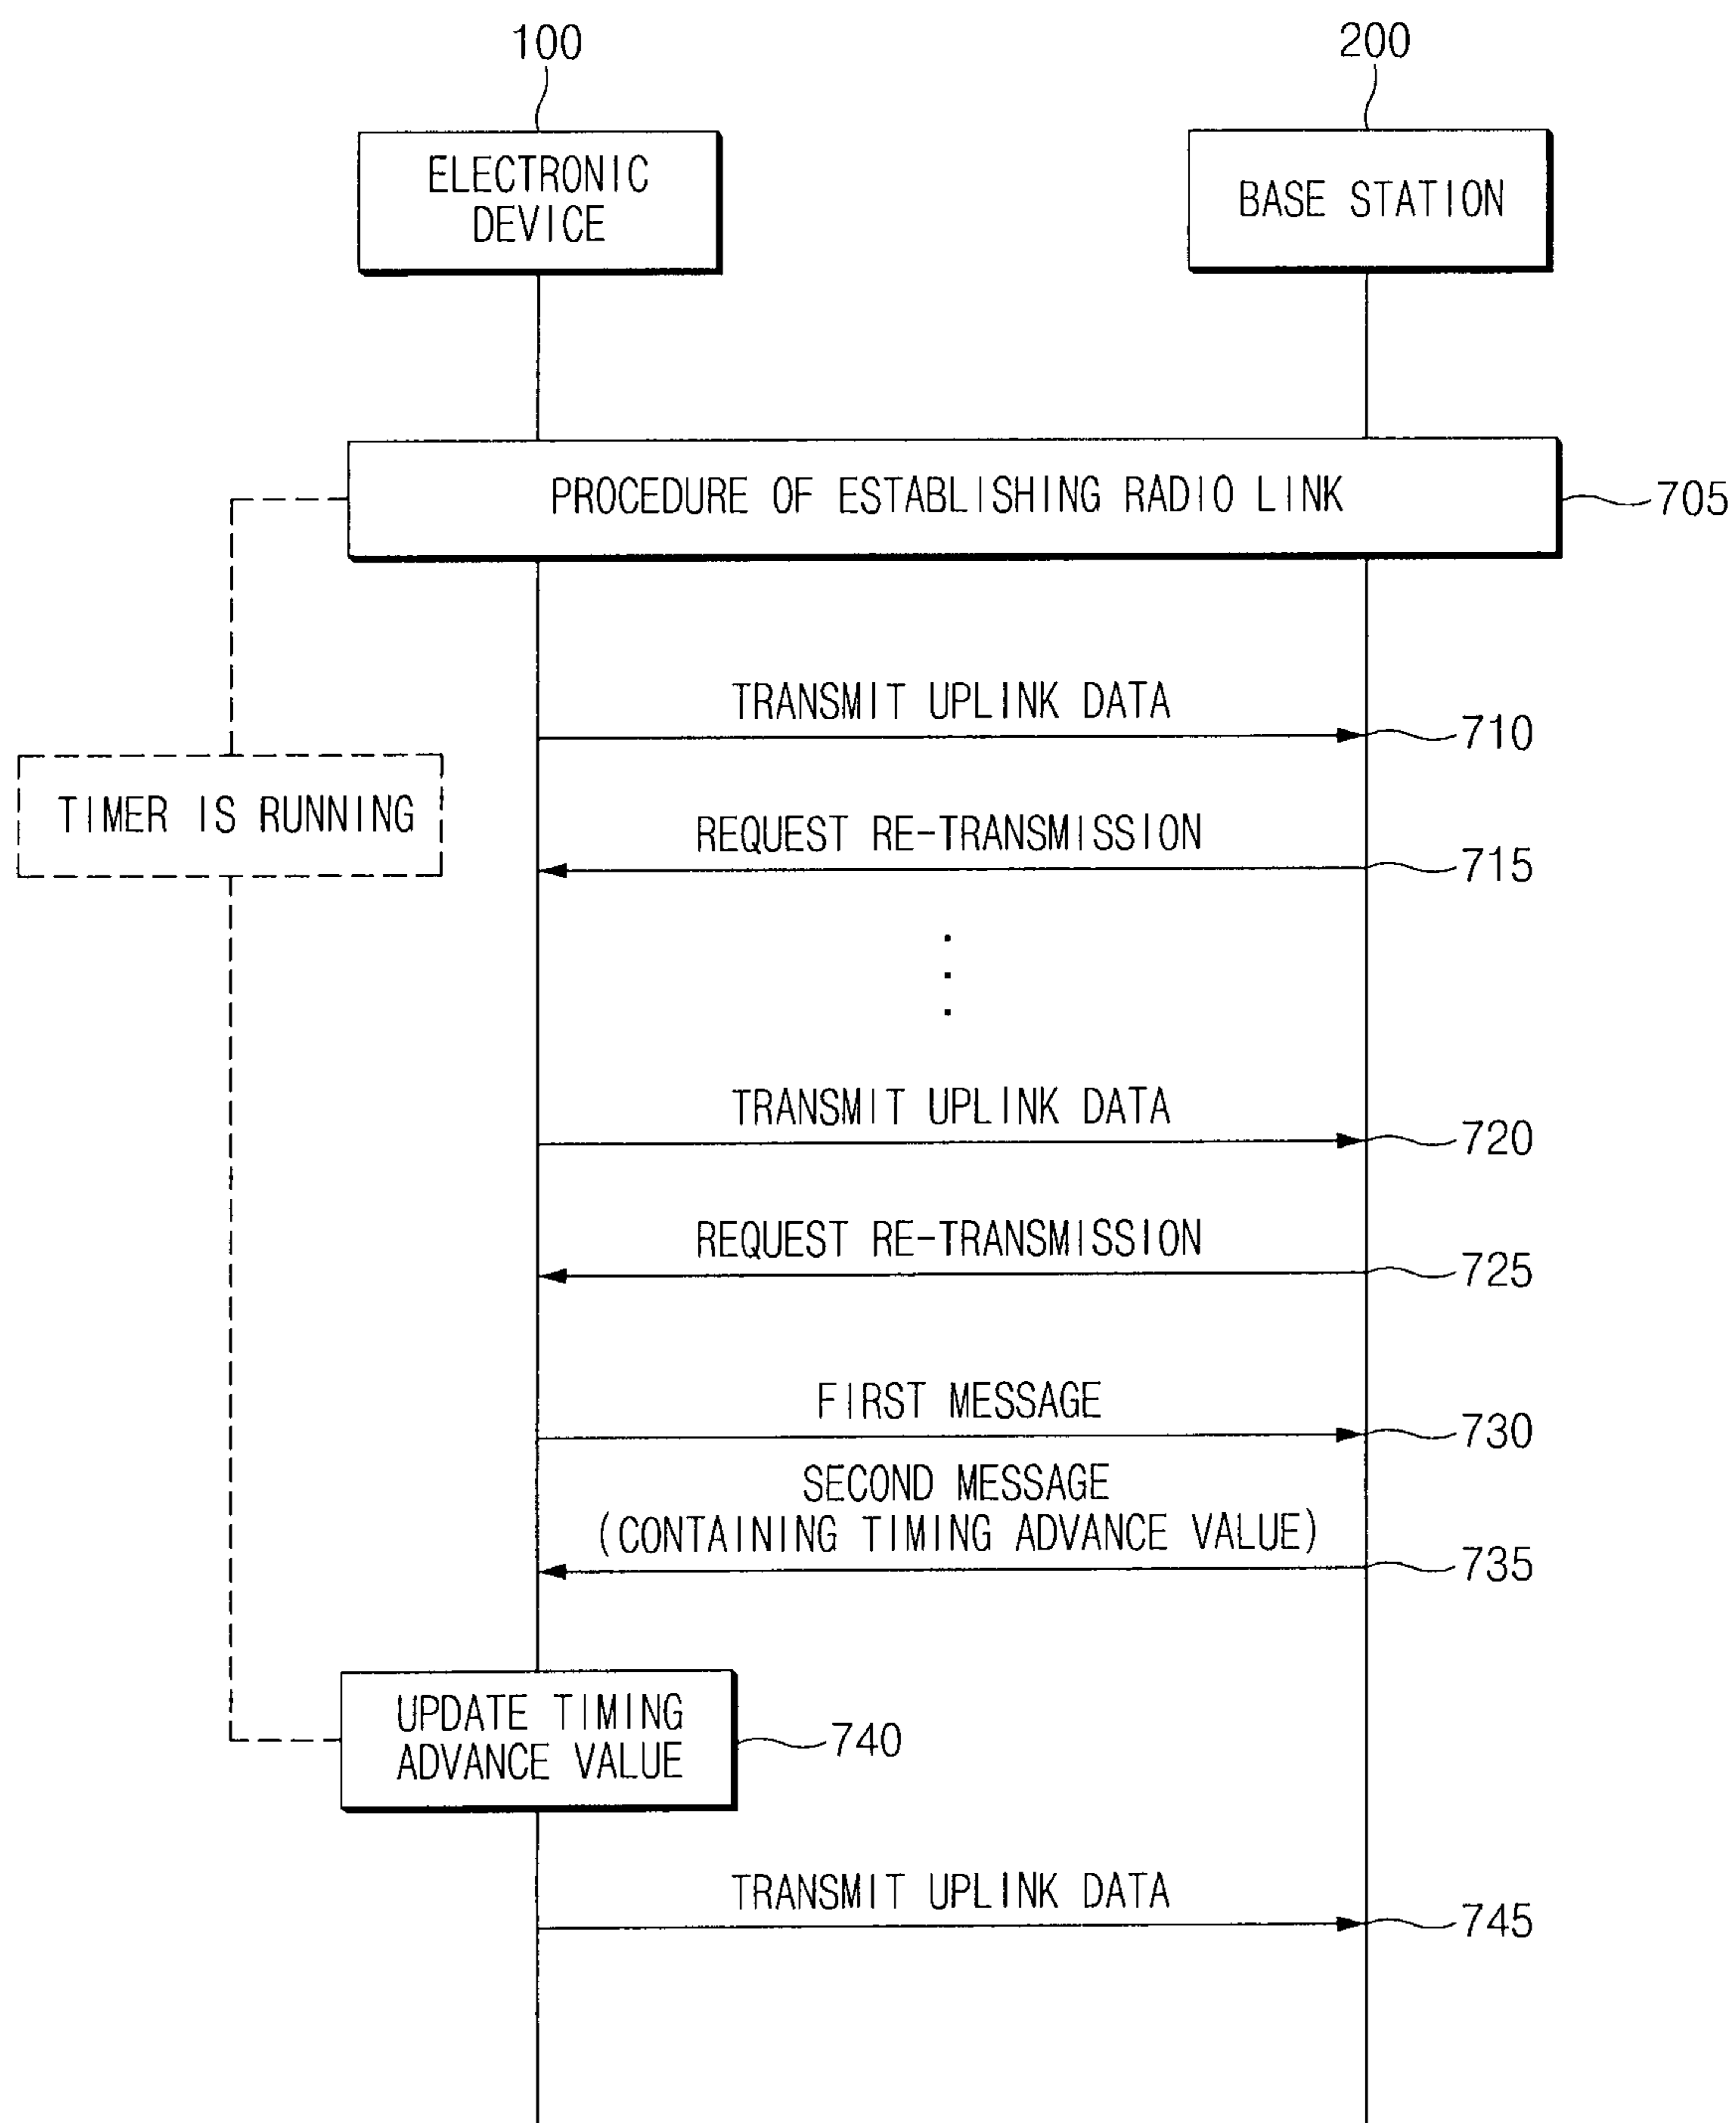 100
200
ELECTRONIC
DEVICE
BASE STATION
PROCEDURE OF ESTABLISHING RADIO LINK
705
TRANSMIT UPLINK DATA
710
TIMER IS RUNNING
REQUEST RE-TRANSMISSION
715
TRANSMIT UPLINK DATA
720
REQUEST RE-TRANSMISSION
725
FIRST MESSAGE
730
SECOND MESSAGE
(CONTAINING TIMING ADVANCE VALUE)
735
UPDATE TIMING
ADVANCE VALUE
740
TRANSMIT UPLINK DATA
745